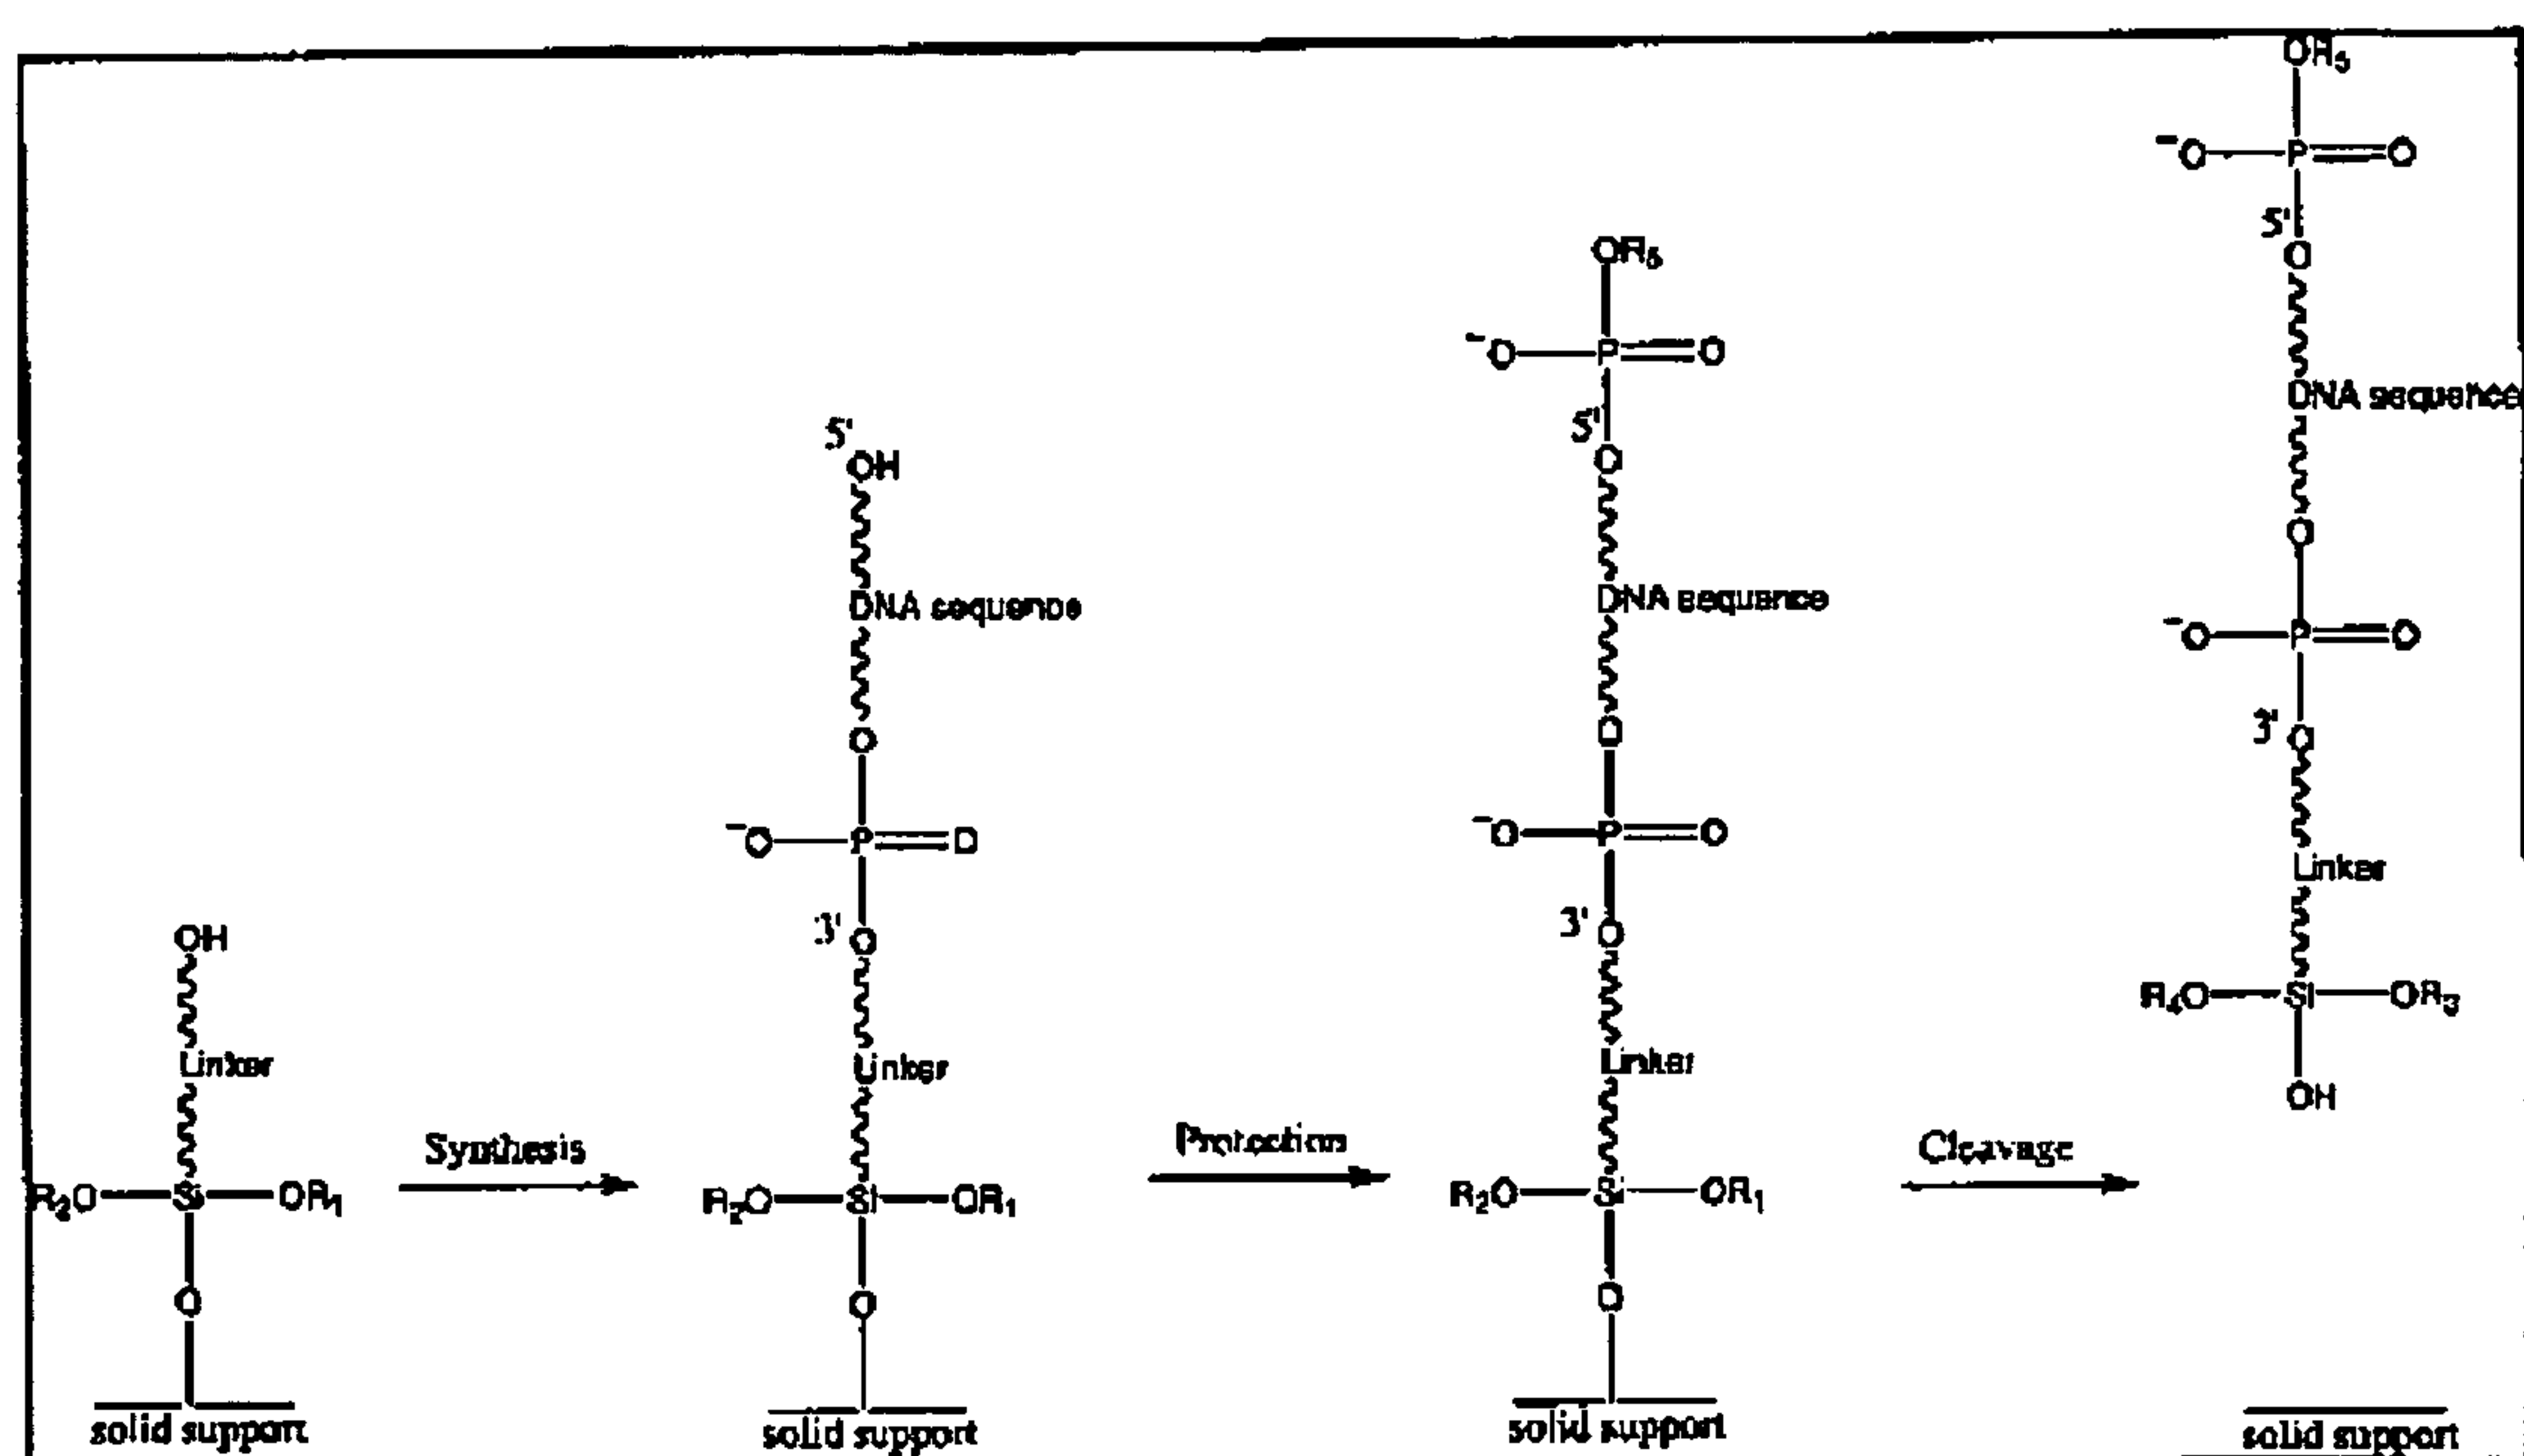 OH
Linker
R₂O Si OR₁
O
solid support
Synthesis
5'
OH
DNA sequence
O
⁻O P O
3' O
Linker
R₂O Si OR₁
O
solid support
Protection
OR₅
⁻O P O
5'
O
DNA sequence
O
⁻O P O
3' O
Linker
R₂O Si OR₁
O
solid support
Cleavage
OR₅
⁻O P O
5'
O
DNA sequence
O
⁻O P O
3' O
Linker
R₄O Si OR₃
OH
solid support